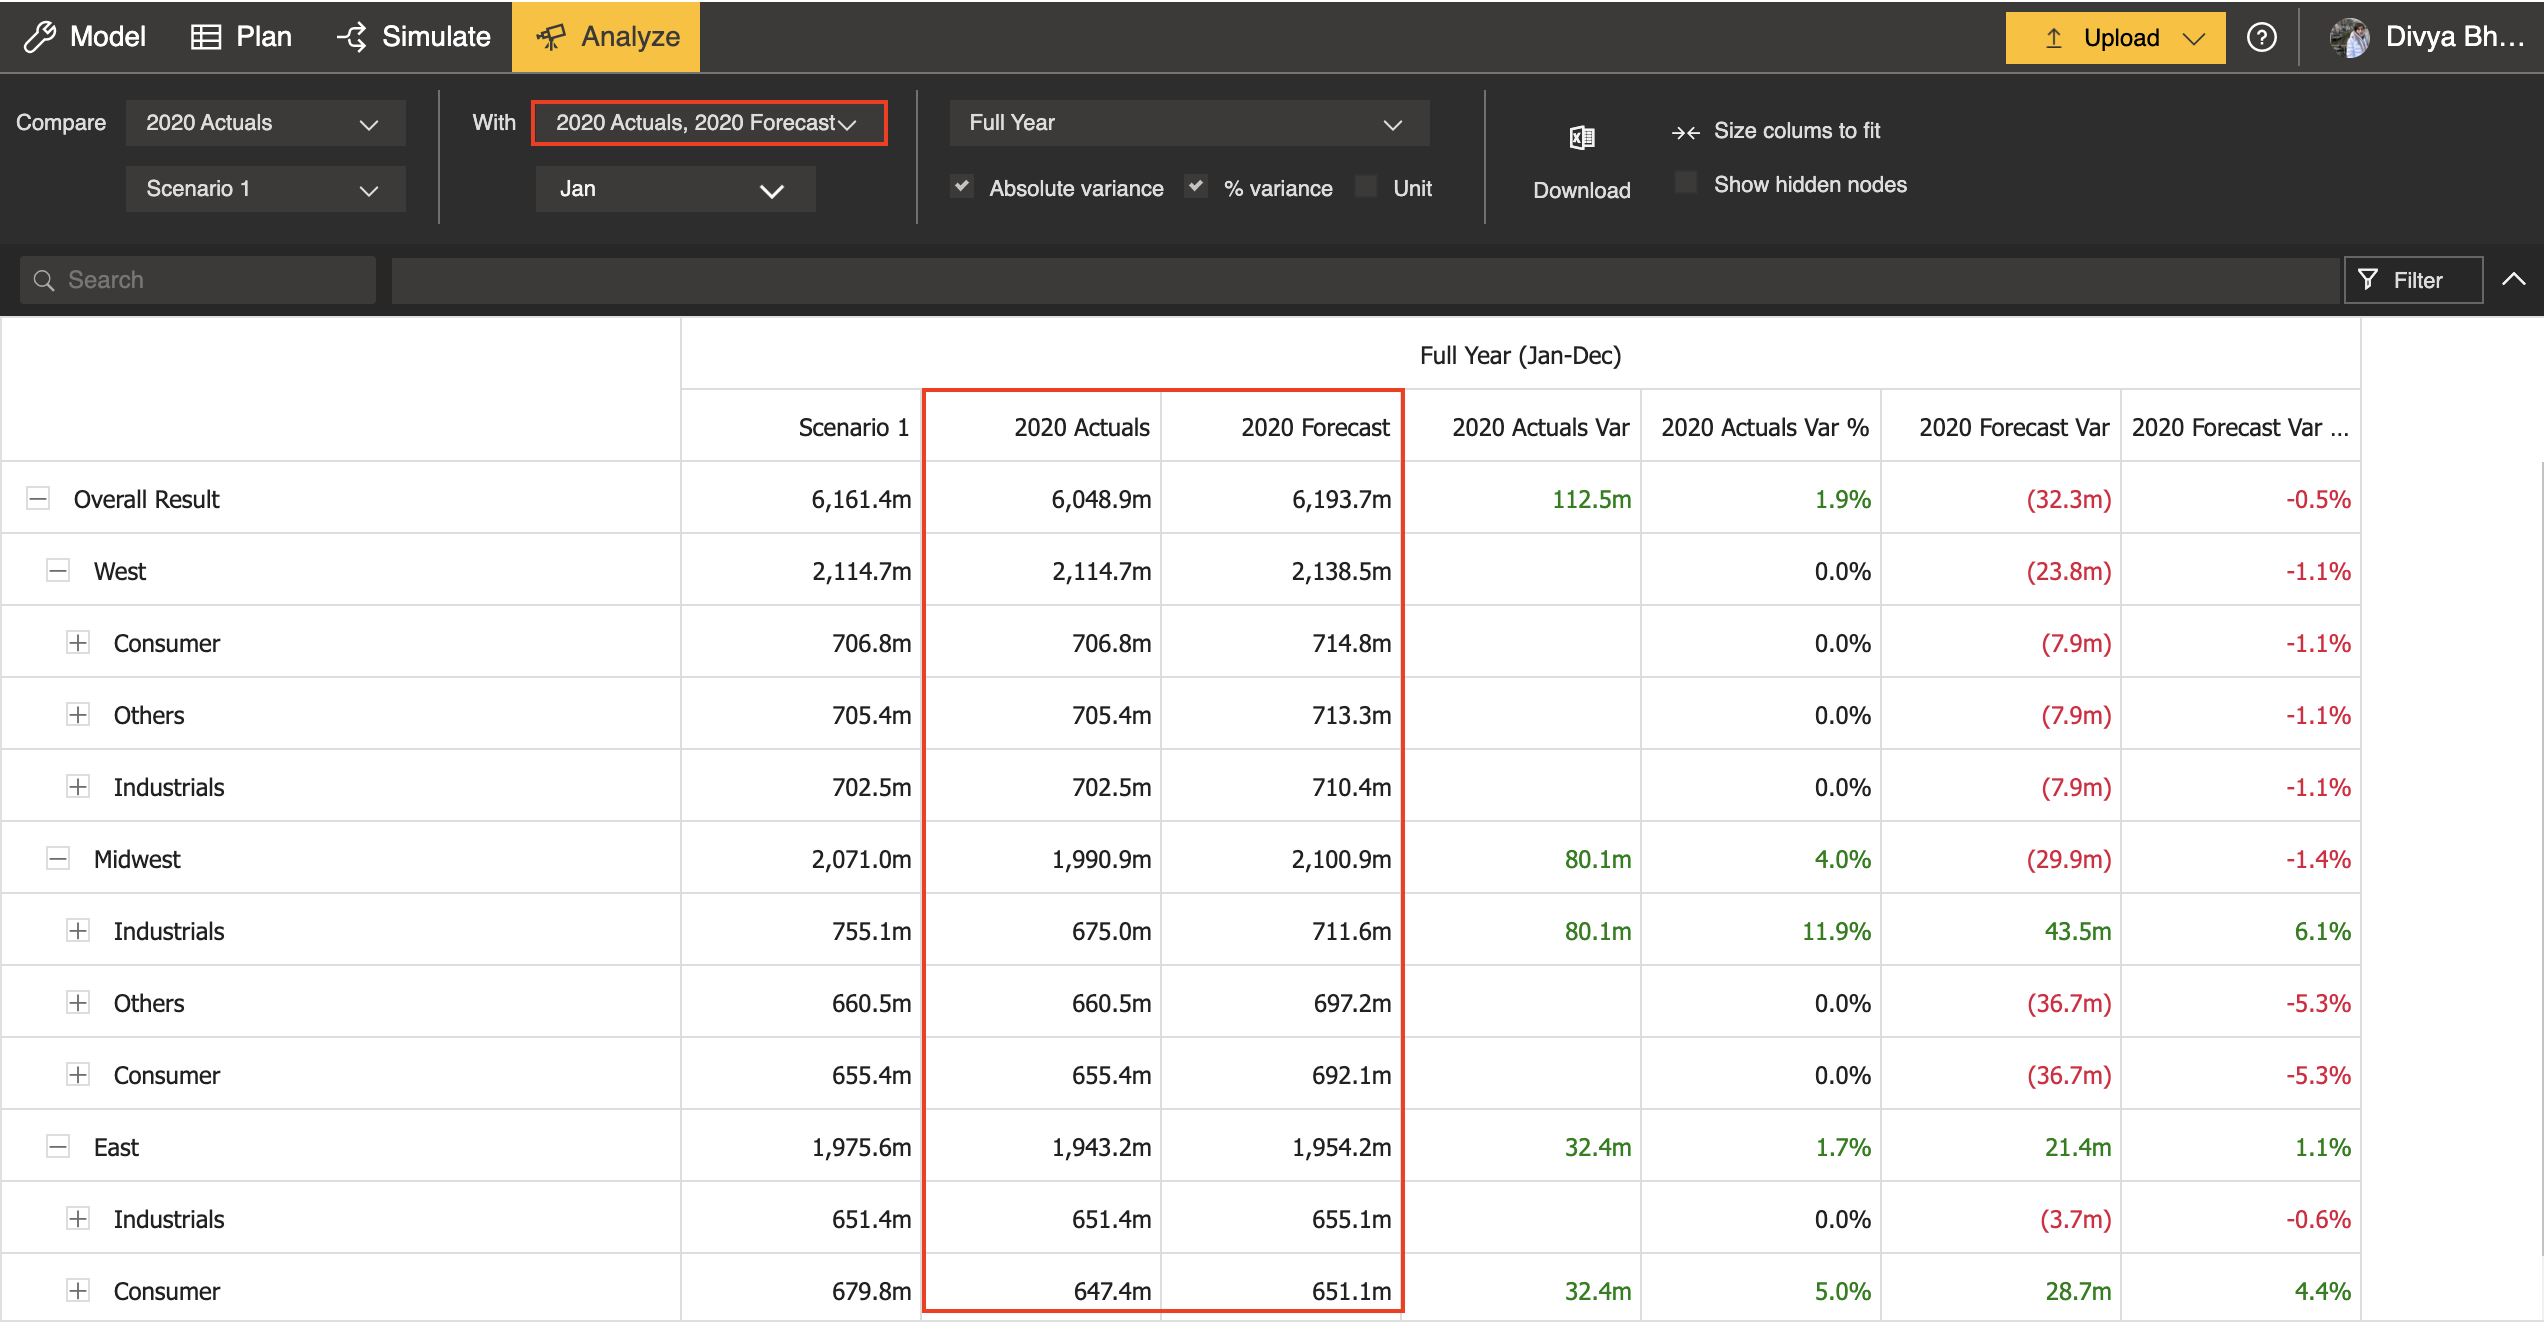 Model Plan Simulate Analyze Upload Divya Bh...
Compare 2020 Actuals With 2020 Actuals, 2020 Forecast Full Year Size colums to fit
Scenario 1 Jan Absolute variance % variance Unit Download Show hidden nodes
Search Filter
Full Year (Jan-Dec)
Scenario 1 2020 Actuals 2020 Forecast 2020 Actuals Var 2020 Actuals Var % 2020 Forecast Var 2020 Forecast Var ...
Overall Result 6,161.4m 6,048.9m 6,193.7m 112.5m 1.9% (32.3m) -0.5%
West 2,114.7m 2,114.7m 2,138.5m 0.0% (23.8m) -1.1%
Consumer 706.8m 706.8m 714.8m 0.0% (7.9m) -1.1%
Others 705.4m 705.4m 713.3m 0.0% (7.9m) -1.1%
Industrials 702.5m 702.5m 710.4m 0.0% (7.9m) -1.1%
Midwest 2,071.0m 1,990.9m 2,100.9m 80.1m 4.0% (29.9m) -1.4%
Industrials 755.1m 675.0m 711.6m 80.1m 11.9% 43.5m 6.1%
Others 660.5m 660.5m 697.2m 0.0% (36.7m) -5.3%
Consumer 655.4m 655.4m 692.1m 0.0% (36.7m) -5.3%
East 1,975.6m 1,943.2m 1,954.2m 32.4m 1.7% 21.4m 1.1%
Industrials 651.4m 651.4m 655.1m 0.0% (3.7m) -0.6%
Consumer 679.8m 647.4m 651.1m 32.4m 5.0% 28.7m 4.4%